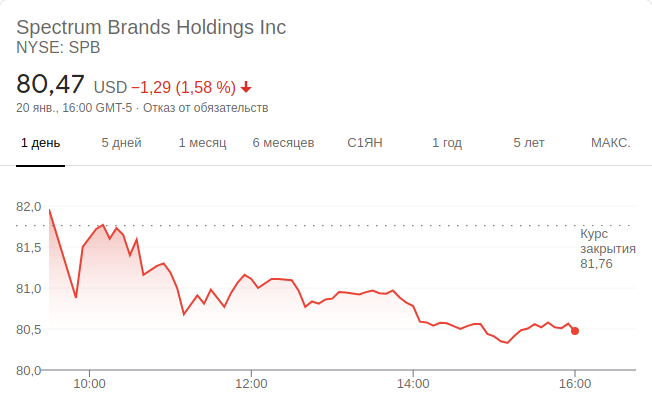 Spectrum Brands Holdings Inc
NYSE: SPB
80,47 USD −1,29 (1,58 %)
20 янв., 16:00 GMT-5 · Отказ от обязательств
1 день 5 дней 1 месяц 6 месяцев С1ЯН 1 год 5 лет МАКС.
82,0
Курс
закрытия
81,76
81,5
81,0
80,5
80,0
10:00 12:00 14:00 16:00